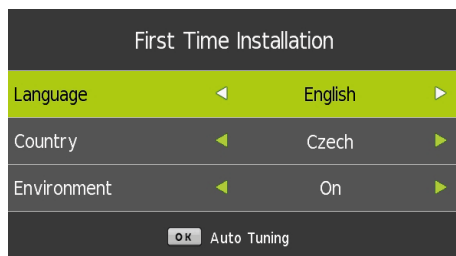 First Time Installation
Language English
Country Czech
Environment On
OK Auto Tuning